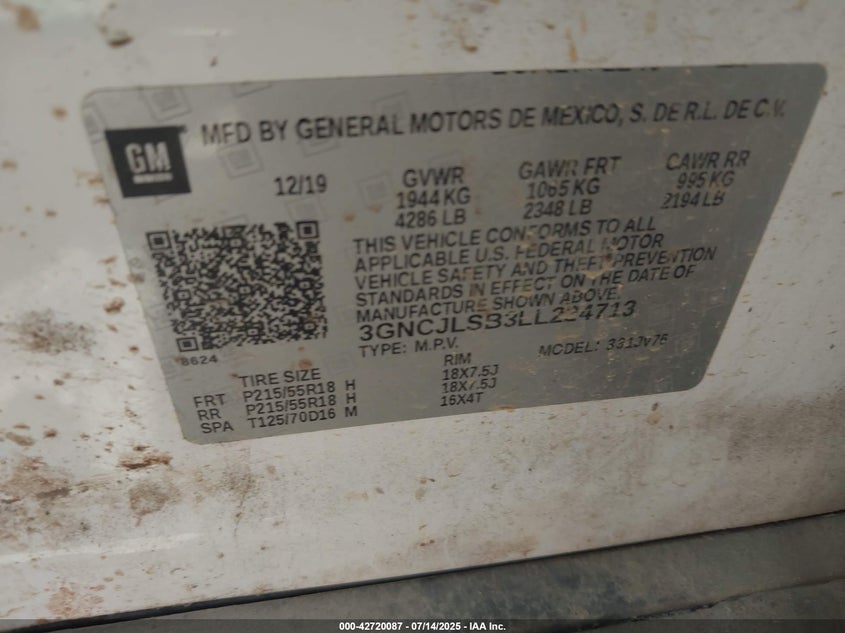 GM
MFD BY GENERAL MOTORS DE MEXICO, S. DE R.L. DE C.V.
12/19 GVWR GAWR FRT GAWR RR
1944 KG 1065 KG 995 KG
4286 LB 2348 LB 2194 LB
THIS VEHICLE CONFORMS TO ALL
APPLICABLE U.S. FEDERAL MOTOR
VEHICLE SAFETY AND THEFT PREVENTION
STANDARDS IN EFFECT ON THE DATE OF
MANUFACTURE SHOWN ABOVE.
3GNCJLSB3LL224713
8624
TYPE: M.P.V. MODEL: 331JV76
TIRE SIZE RIM
FRT P215/55R18 H 18X7.5J
RR P215/55R18 H 18X7.5J
SPA T125/70D16 M 16X4T
000-42720087 - 07/14/2025 - IAA Inc.